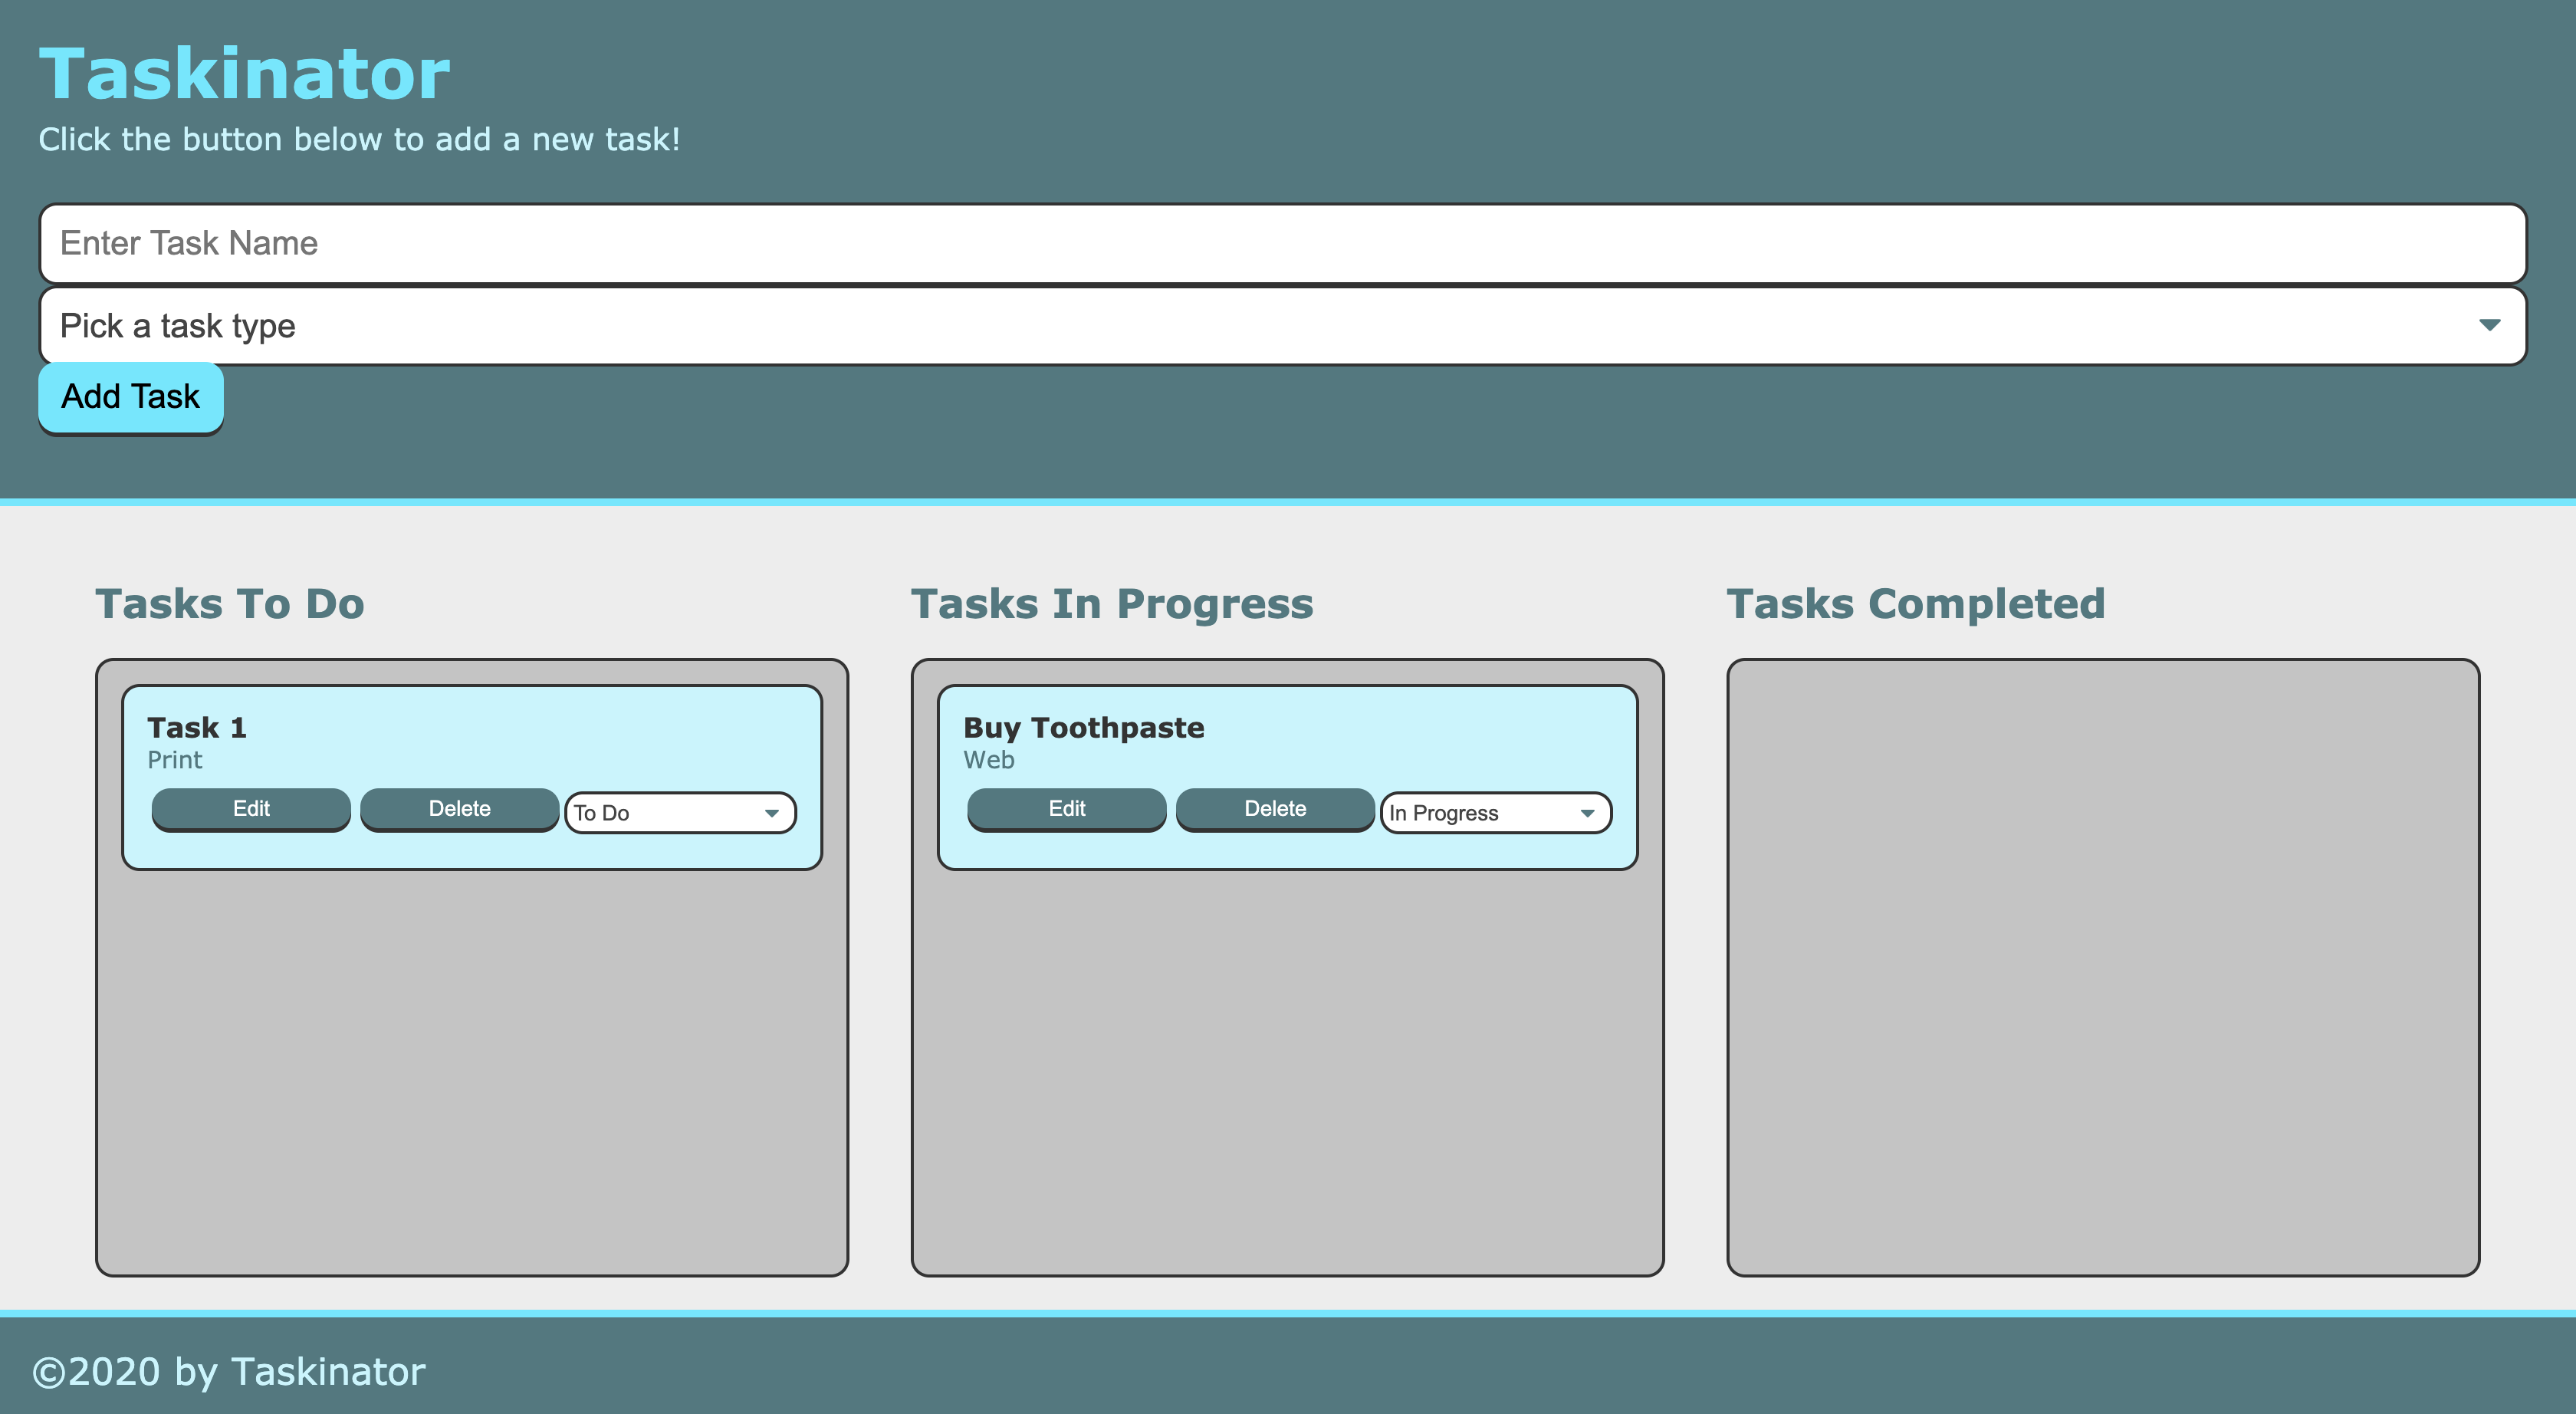 Taskinator
Click the button below to add a new task!
Enter Task Name
Pick a task type
Add Task
Tasks To Do
Task 1
Print
Edit
Delete
To Do
Tasks In Progress
Buy Toothpaste
Web
Edit
Delete
In Progress
Tasks Completed
©2020 by Taskinator